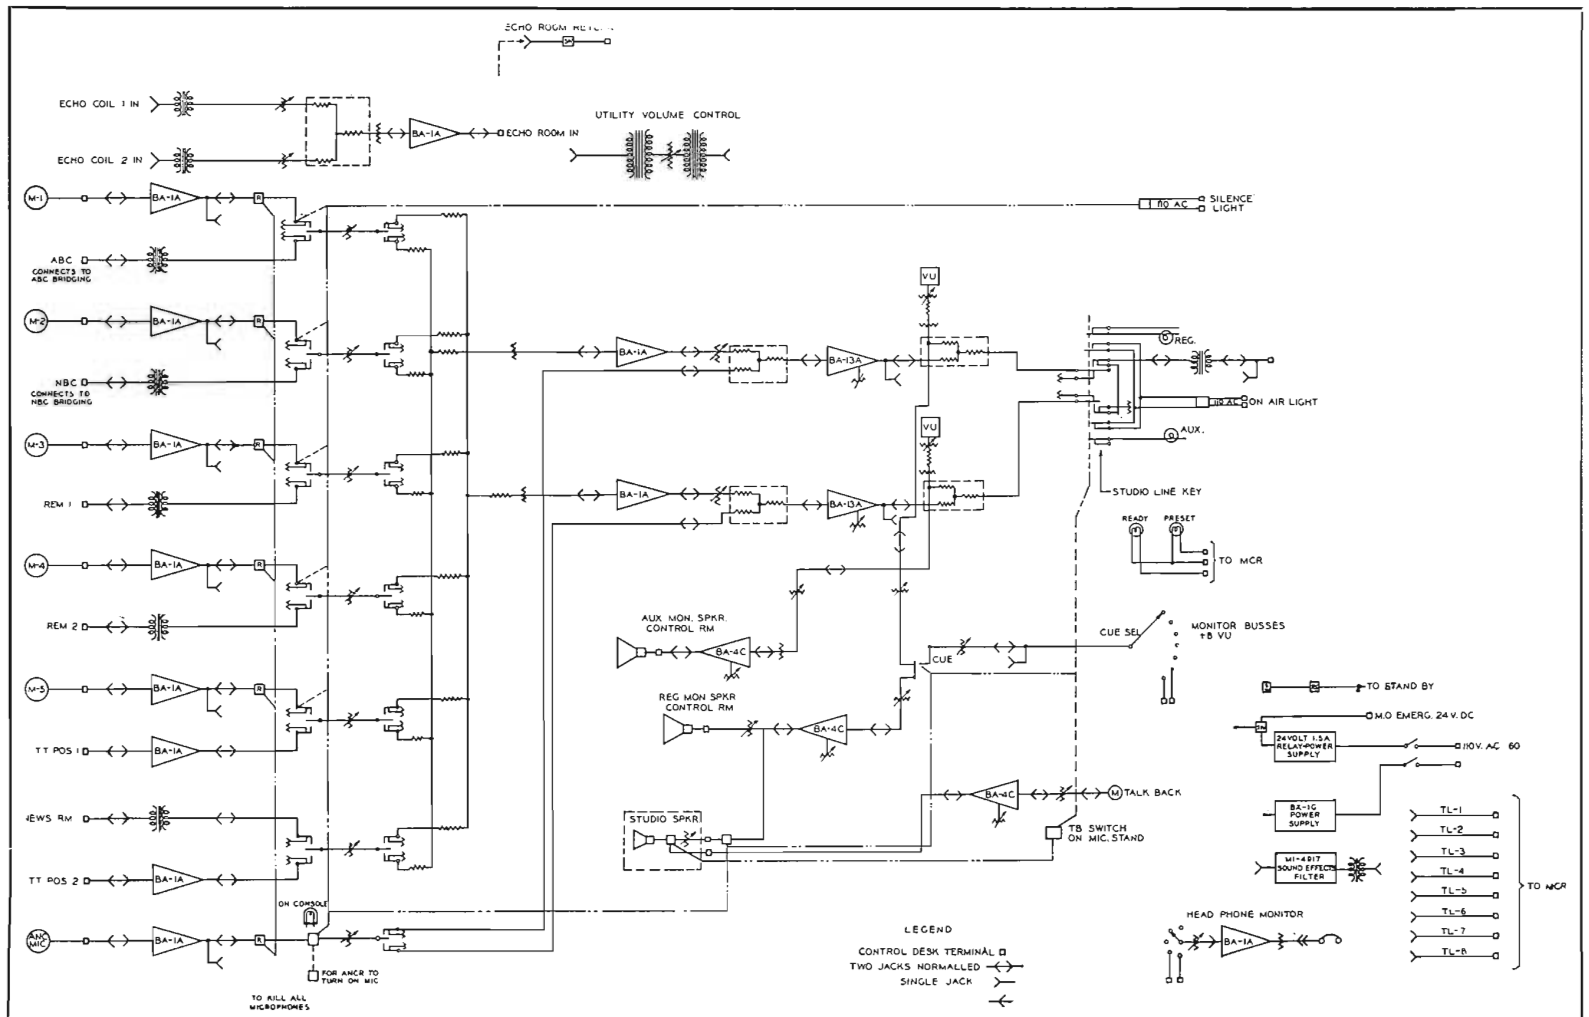 ECHO ROOM RETURN
ECHO COIL 1 IN
BA-1A
ECHO ROOM IN
ECHO COIL 2 IN
UTILITY VOLUME CONTROL
M-1
BA-1A
R
110 AC
SILENCE
LIGHT
ABC
CONNECTS TO
ABC BRIDGING
VU
M-2
BA-1A
R
REG.
BA-1A
BA-13A
NBC
CONNECTS TO
NBC BRIDGING
110 AC
ON AIR LIGHT
VU
AUX.
M-3
BA-1A
R
REM 1
BA-1A
BA-13A
STUDIO LINE KEY
READY
PRESET
TO MCR
M-4
BA-1A
R
REM 2
AUX MON. SPKR.
CONTROL RM
BA-4C
CUE
CUE SEL
MONITOR BUSSES
+8 VU
M-5
BA-1A
R
REG MON SPKR
CONTROL RM
BA-4C
TO STAND BY
M.O EMERG. 24 V. DC
24 VOLT 1.5A
RELAY-POWER
SUPPLY
110V. AC 60
TT POS 1
BA-1A
BA-4C
M
TALK BACK
NEWS RM
STUDIO SPKR
TB SWITCH
ON MIC. STAND
BX-1G
POWER
SUPPLY
TL-1
TL-2
TL-3
TL-4
TL-5
TL-6
TL-7
TL-8
TO MCR
MI-4917
SOUND EFFECTS
FILTER
TT POS 2
BA-1A
ON CONSOLE
ANC
MIC
BA-1A
R
FOR ANCR TO
TURN ON MIC
TO KILL ALL
MICROPHONES
HEAD PHONE MONITOR
BA-1A
LEGEND
CONTROL DESK TERMINAL
TWO JACKS NORMALLED
SINGLE JACK